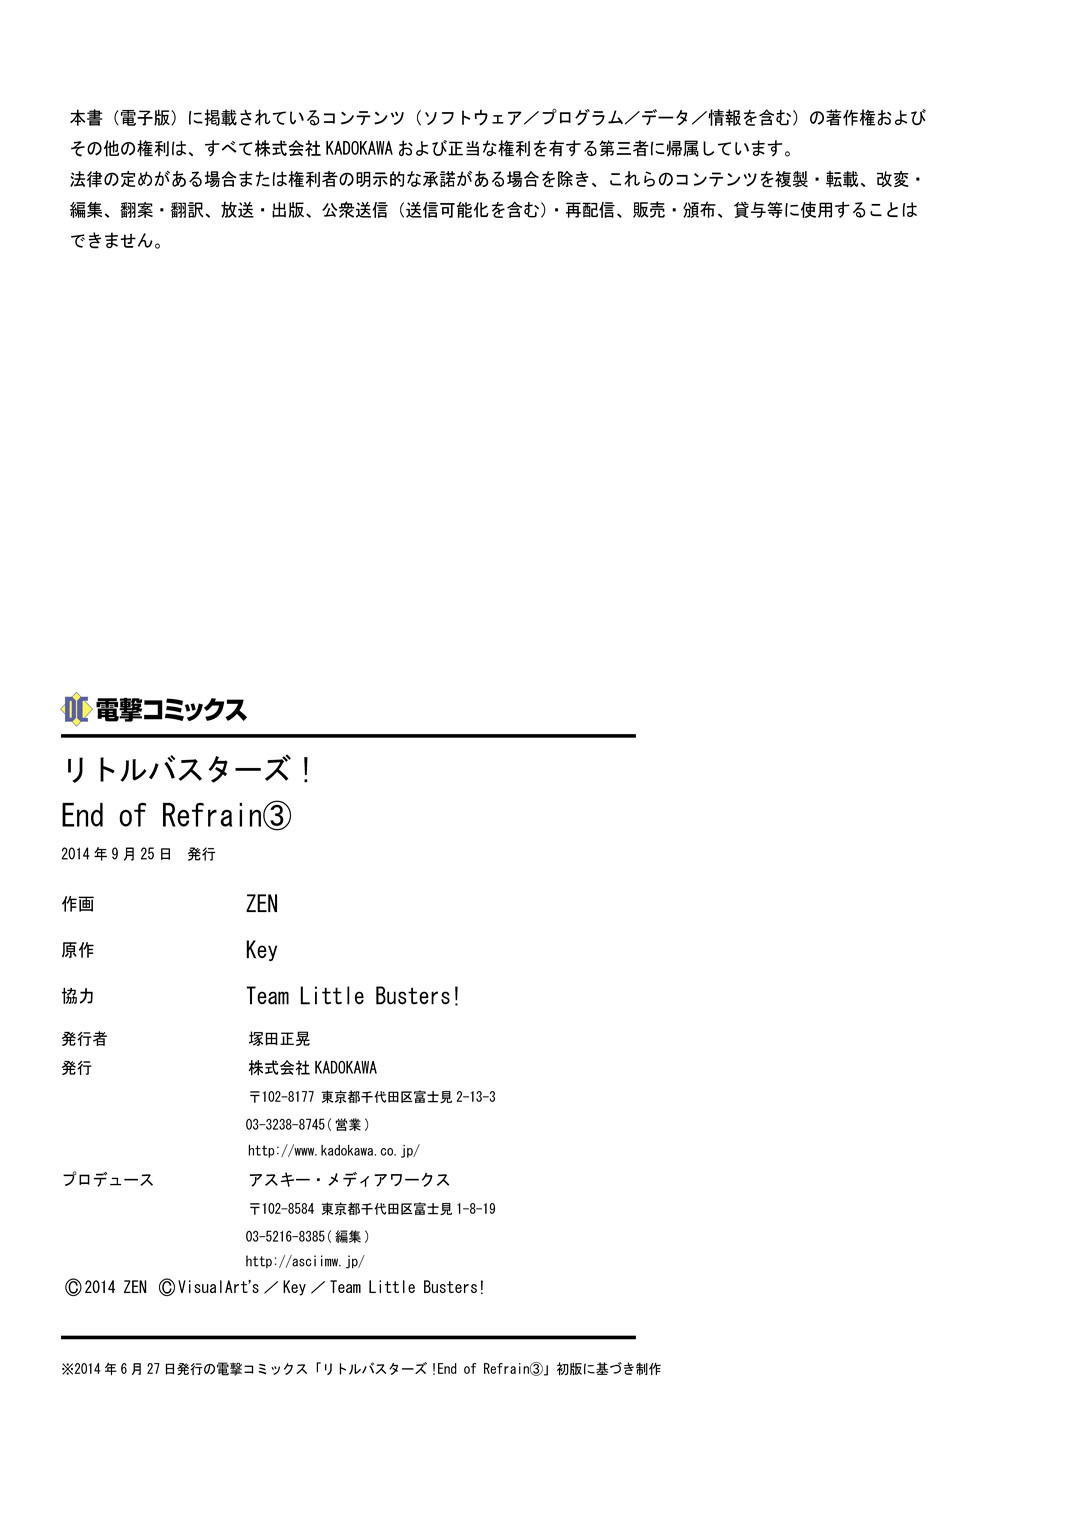 本書（電子版）に掲載されているコンテンツ（ソフトウェア／プログラム／データ／情報を含む）の著作権および
その他の権利は、すべて株式会社 KADOKAWA および正当な権利を有する第三者に帰属しています。
法律の定めがある場合または権利者の明示的な承諾がある場合を除き、これらのコンテンツを複製・転載、改変・
編集、翻案・翻訳、放送・出版、公衆送信（送信可能化を含む）・再配信、販売・頒布、貸与等に使用することは
できません。
DC 電撃コミックス
リトルバスターズ！
End of Refrain③
2014 年 9 月 25 日　発行
作画 ZEN
原作 Key
協力 Team Little Busters!
発行者 塚田正晃
発行 株式会社 KADOKAWA
〒102-8177 東京都千代田区富士見 2-13-3
03-3238-8745(営業)
http://www.kadokawa.co.jp/
プロデュース アスキー・メディアワークス
〒102-8584 東京都千代田区富士見 1-8-19
03-5216-8385(編集)
http://asciimw.jp/
Ⓒ2014 ZEN ⒸVisualArt's／Key／Team Little Busters!
※2014 年 6 月 27 日発行の電撃コミックス「リトルバスターズ !End of Refrain③」初版に基づき制作